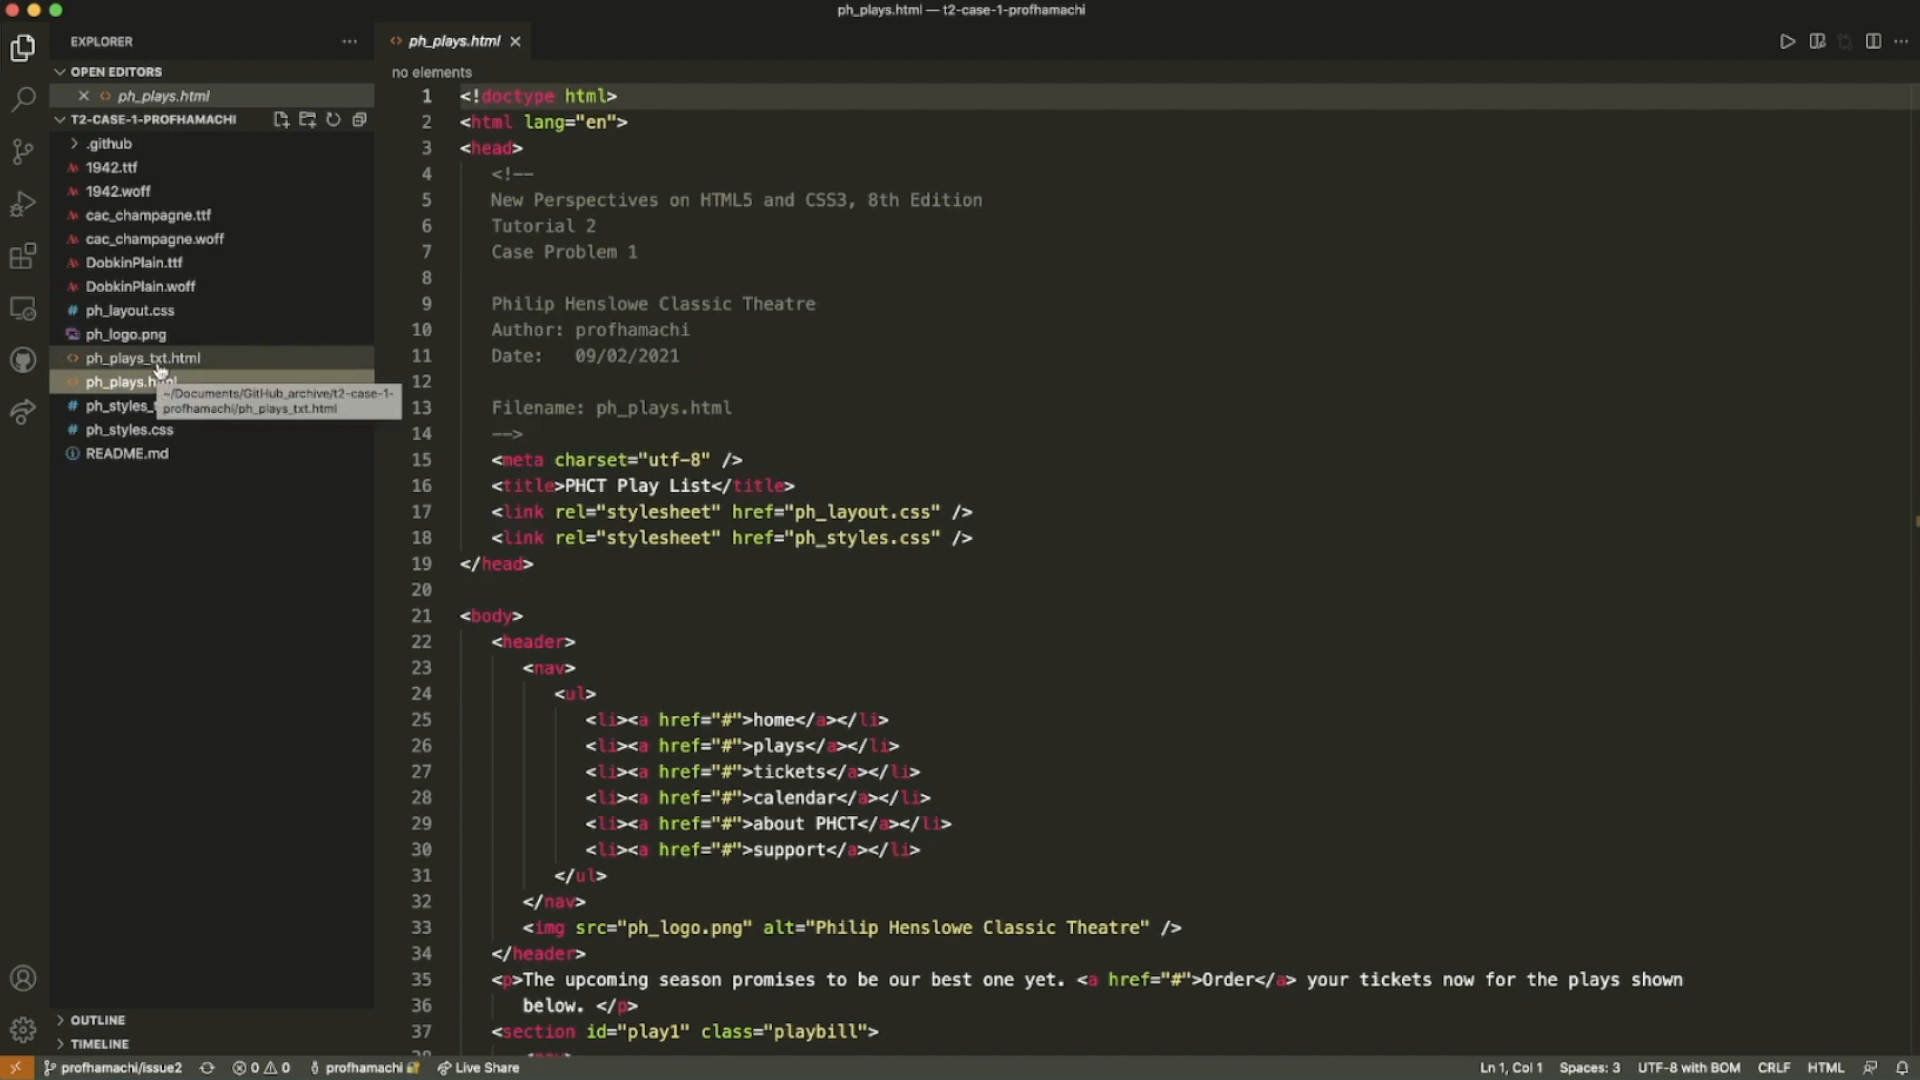 ph_plays.html — t2-case-1-profhamachi
EXPLORER
ph_plays.html
OPEN EDITORS
ph_plays.html
T2-CASE-1-PROFHAMACHI
.github
1942.ttf
1942.woff
cac_champagne.ttf
cac_champagne.woff
DobkinPlain.ttf
DobkinPlain.woff
ph_layout.css
ph_logo.png
ph_plays_txt.html
ph_plays.html
~/Documents/GitHub_archive/t2-case-1-
profhamachi/ph_plays_txt.html
ph_styles_
ph_styles.css
README.md
OUTLINE
TIMELINE
no elements
1 <!doctype html>
2 <html lang="en">
3 <head>
4 <!--
5 New Perspectives on HTML5 and CSS3, 8th Edition
6 Tutorial 2
7 Case Problem 1
8
9 Philip Henslowe Classic Theatre
10 Author: profhamachi
11 Date:   09/02/2021
12
13 Filename: ph_plays.html
14 -->
15 <meta charset="utf-8" />
16 <title>PHCT Play List</title>
17 <link rel="stylesheet" href="ph_layout.css" />
18 <link rel="stylesheet" href="ph_styles.css" />
19 </head>
20
21 <body>
22 <header>
23 <nav>
24 <ul>
25 <li><a href="#">home</a></li>
26 <li><a href="#">plays</a></li>
27 <li><a href="#">tickets</a></li>
28 <li><a href="#">calendar</a></li>
29 <li><a href="#">about PHCT</a></li>
30 <li><a href="#">support</a></li>
31 </ul>
32 </nav>
33 <img src="ph_logo.png" alt="Philip Henslowe Classic Theatre" />
34 </header>
35 <p>The upcoming season promises to be our best one yet. <a href="#">Order</a> your tickets now for the plays shown
36 below. </p>
37 <section id="play1" class="playbill">
profhamachi/issue2 0 0 profhamachi Live Share Ln 1, Col 1 Spaces: 3 UTF-8 with BOM CRLF HTML